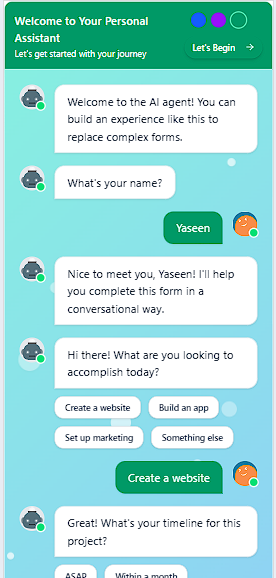 Welcome to Your Personal
Assistant
Let's get started with your journey
Let's Begin →
Welcome to the AI agent! You can
build an experience like this to
replace complex forms.
What's your name?
Yaseen
Nice to meet you, Yaseen! I'll help
you complete this form in a
conversational way.
Hi there! What are you looking to
accomplish today?
Create a website
Build an app
Set up marketing
Something else
Create a website
Great! What's your timeline for this
project?
ASAP
Within a month